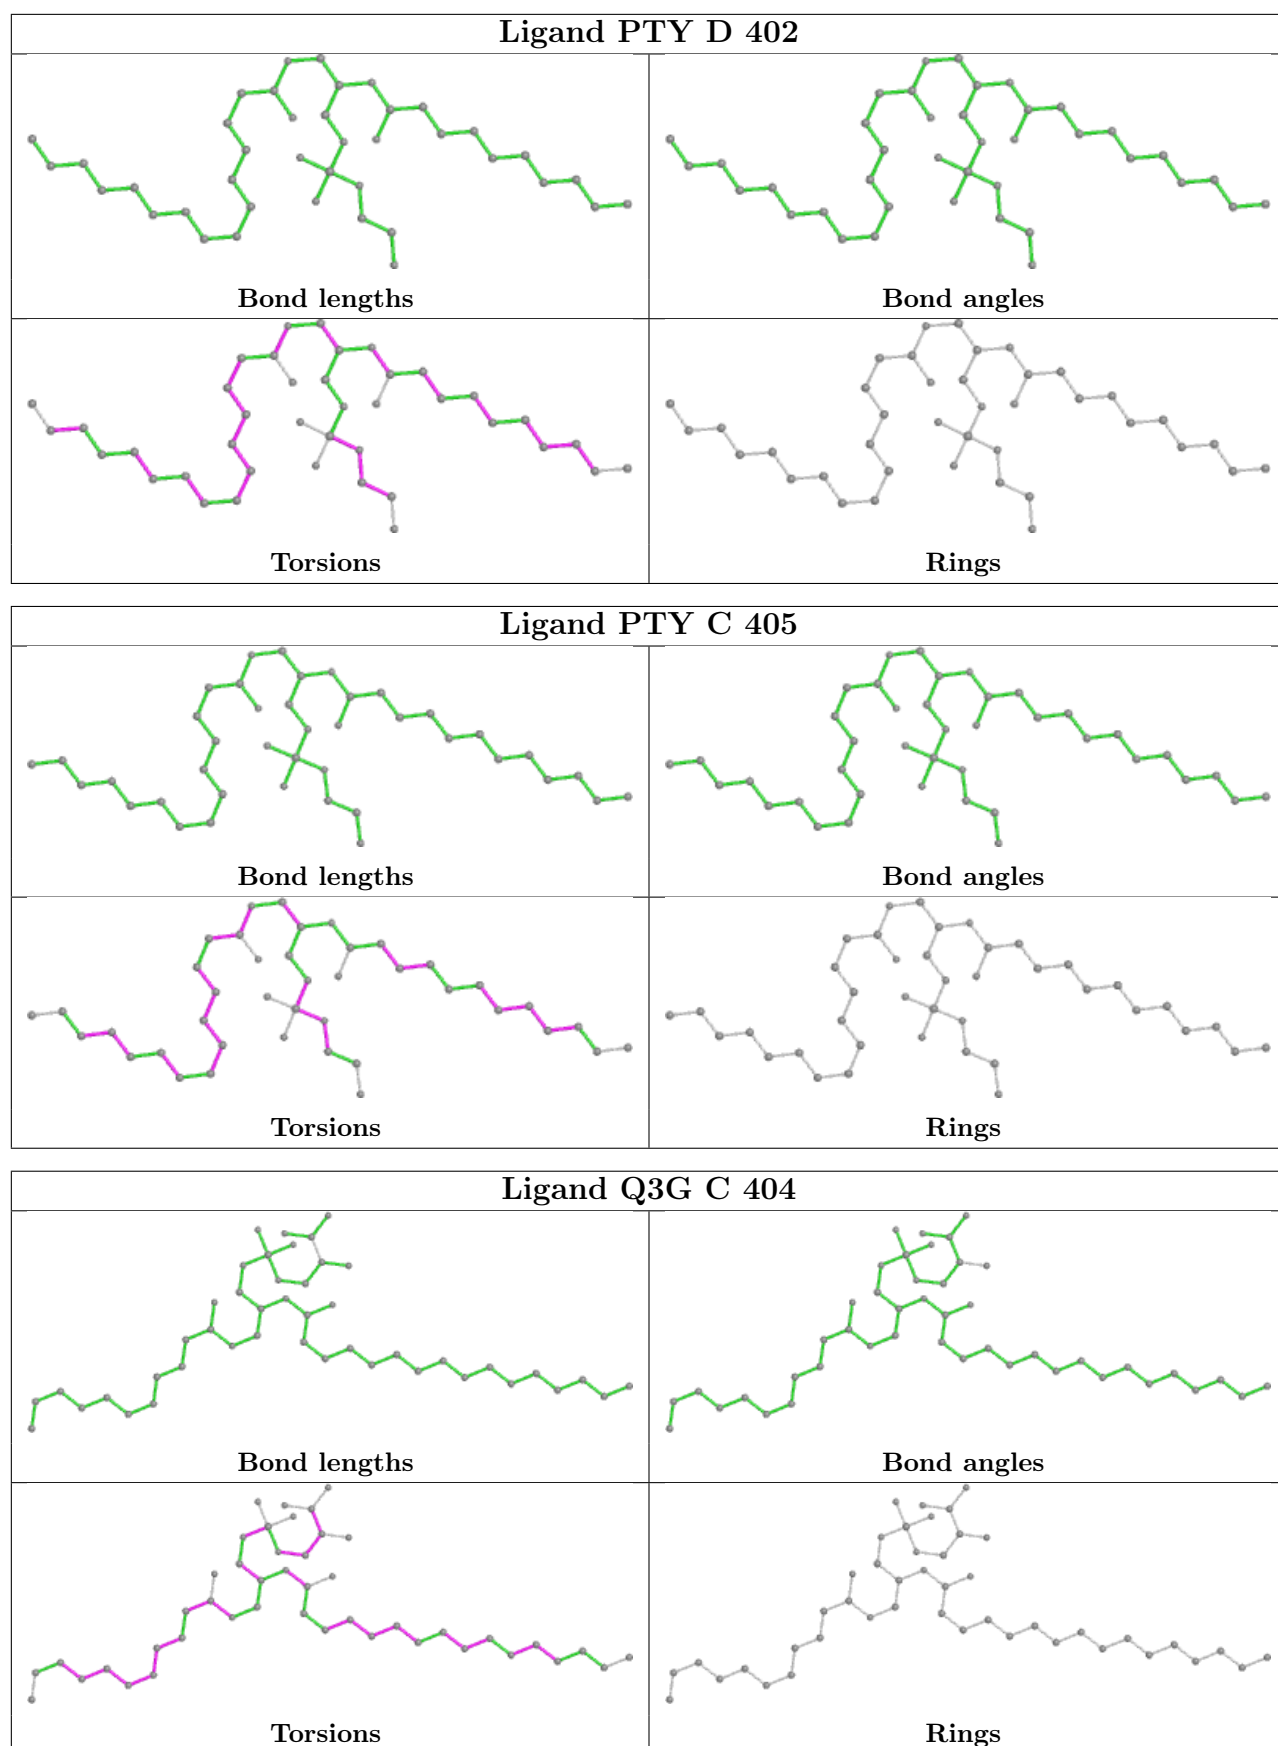 Ligand PTY D 402
Bond lengths
Bond angles
Torsions
Rings
Ligand PTY C 405
Bond lengths
Bond angles
Torsions
Rings
Ligand Q3G C 404
Bond lengths
Bond angles
Torsions
Rings